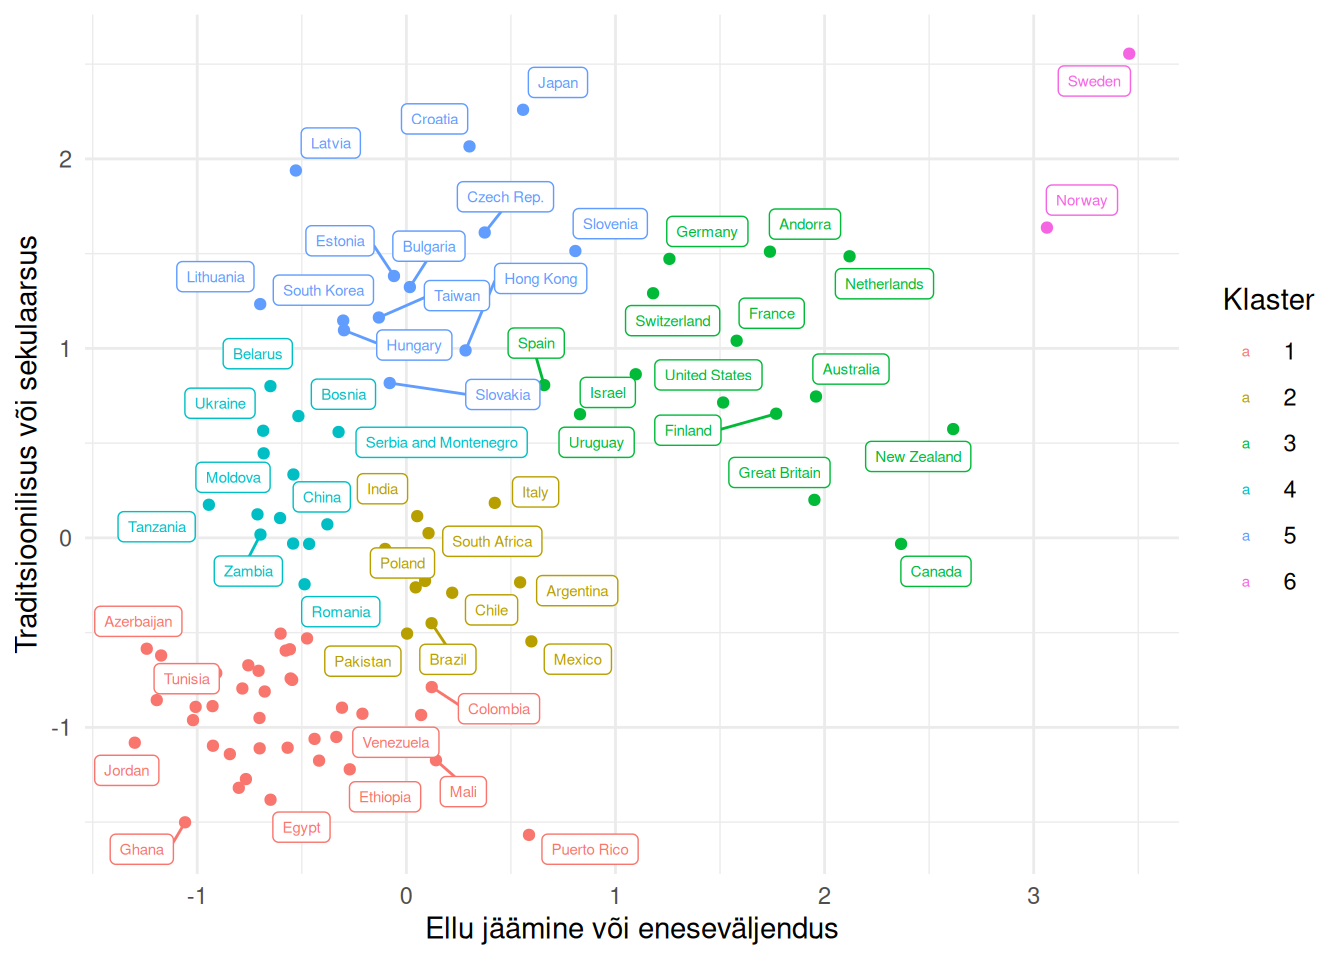 Traditsioonilisus või sekulaarsus
2
1
0
-1
Sweden
Japan
Croatia
Latvia
Czech Rep.
Norway
Slovenia
Andorra
Germany
Estonia
Bulgaria
Lithuania
Hong Kong
Netherlands
South Korea
Taiwan
France
Switzerland
Spain
Hungary
Belarus
Australia
United States
Israel
Bosnia
Slovakia
Ukraine
Finland
Serbia and Montenegro
Uruguay
New Zealand
Great Britain
Moldova
India
Italy
China
Tanzania
South Africa
Poland
Zambia
Canada
Argentina
Chile
Romania
Azerbaijan
Pakistan
Brazil
Mexico
Tunisia
Colombia
Venezuela
Jordan
Mali
Ethiopia
Egypt
Ghana
Puerto Rico
-1
0
1
2
3
Ellu jäämine või eneseväljendus
Klaster
a 1
a 2
a 3
a 4
a 5
a 6